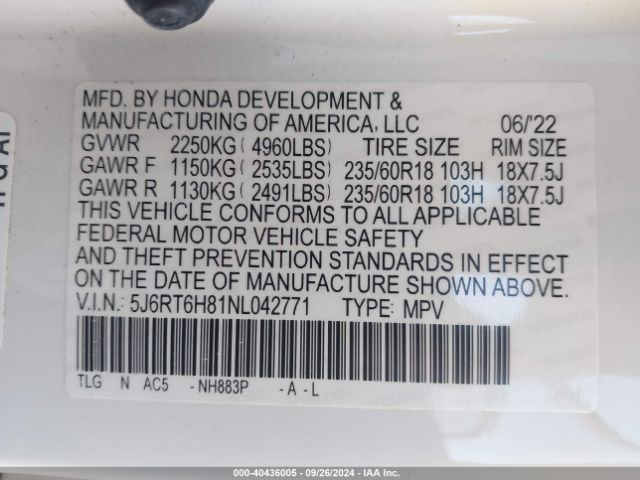 MFD. BY HONDA DEVELOPMENT &
MANUFACTURING OF AMERICA, LLC 06/'22
GVWR 2250KG ( 4960LBS) TIRE SIZE RIM SIZE
GAWR F 1150KG ( 2535LBS) 235/60R18 103H 18X7.5J
GAWR R 1130KG ( 2491LBS) 235/60R18 103H 18X7.5J
THIS VEHICLE CONFORMS TO ALL APPLICABLE
FEDERAL MOTOR VEHICLE SAFETY
AND THEFT PREVENTION STANDARDS IN EFFECT
ON THE DATE OF MANUFACTURE SHOWN ABOVE.
V.I.N.: 5J6RT6H81NL042771 TYPE: MPV
TLG N AC5 - NH883P - A - L
000-40436005 - 09/26/2024 - © 2024 IAA Inc.